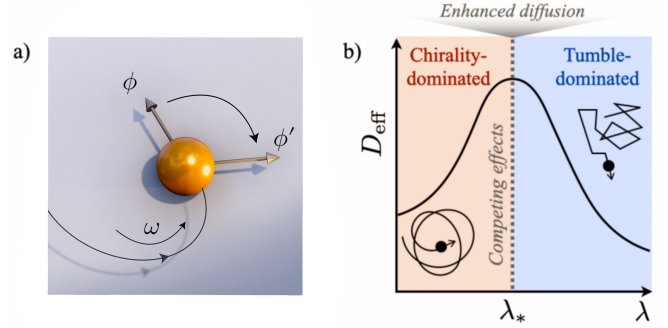 a)
ϕ
ϕ′
ω
Enhanced diffusion
b)
Chirality-
dominated
Tumble-
dominated
D_eff
Competing effects
λ_*
λ